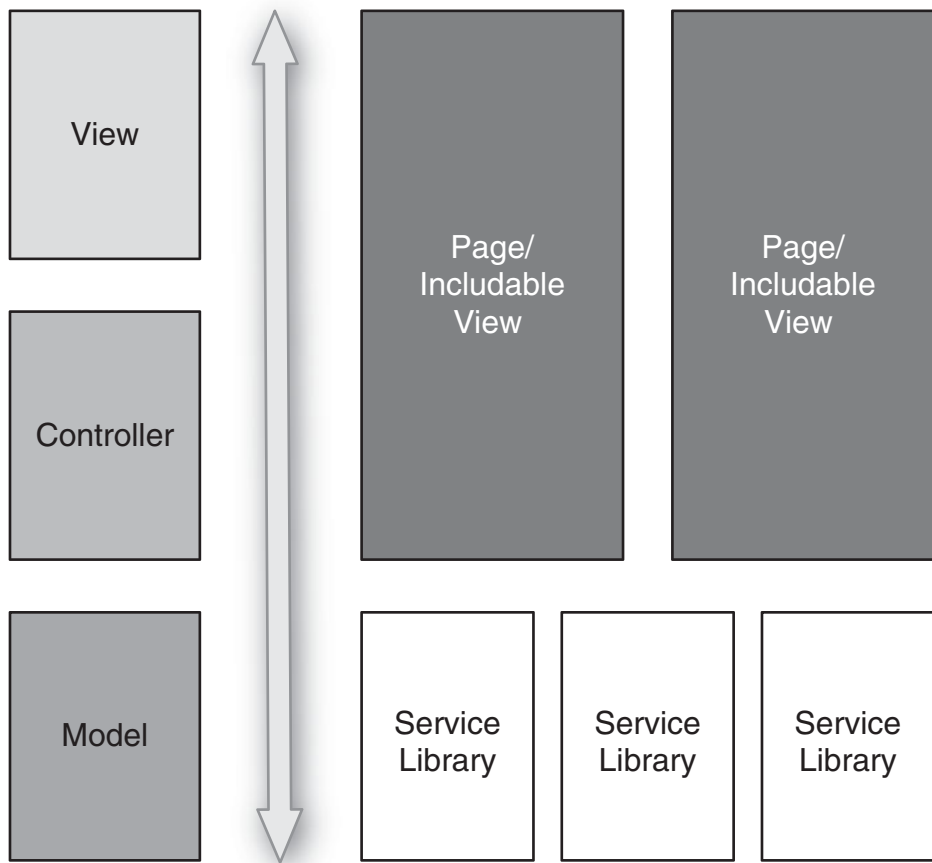 View
Page/
Includable
View
Page/
Includable
View
Controller
Model
Service
Library
Service
Library
Service
Library